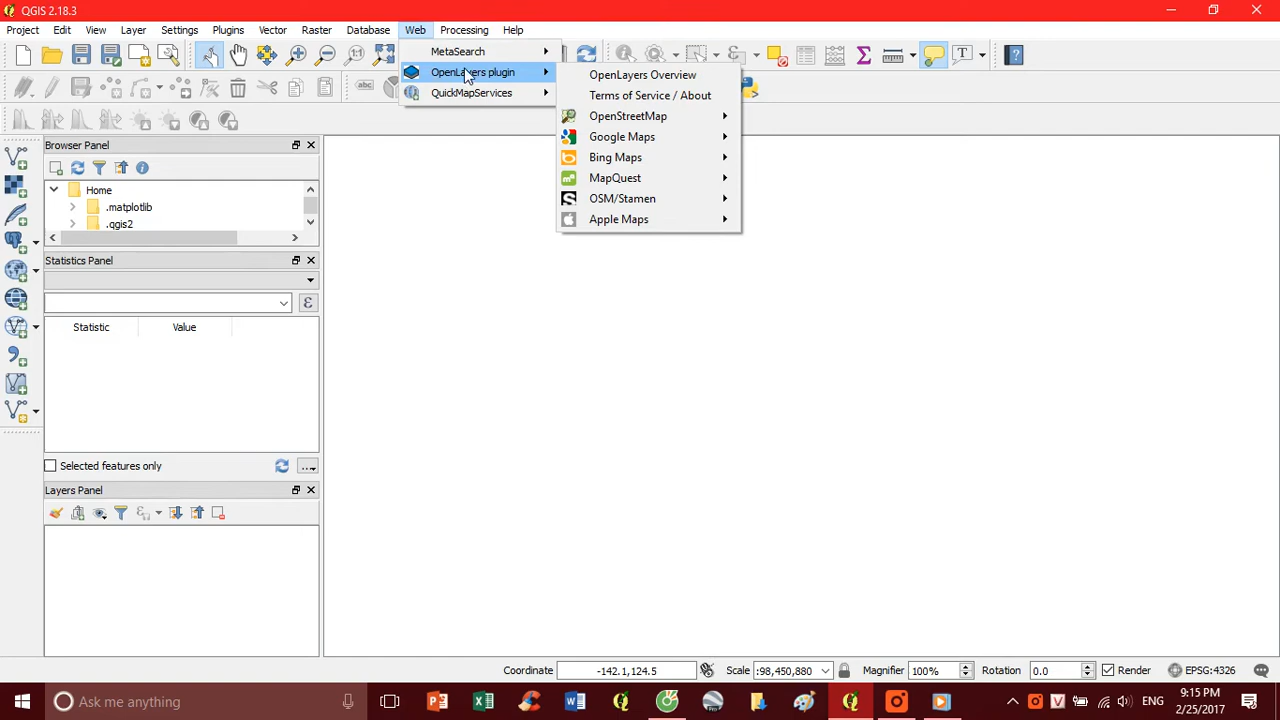 QGIS 2.18.3
Project Edit View Layer Settings Plugins Vector Raster Database Web Processing Help
MetaSearch
OpenLayers plugin
QuickMapServices
OpenLayers Overview
Terms of Service / About
OpenStreetMap
Google Maps
Bing Maps
MapQuest
OSM/Stamen
Apple Maps
abc
Browser Panel
Home
.matplotlib
.qgis2
Statistics Panel
ε
Statistic Value
Selected features only
...
Layers Panel
Coordinate -142.1,124.5 Scale :98,450,880 Magnifier 100% Rotation 0.0 Render EPSG:4326
Ask me anything
ENG
9:15 PM
2/25/2017